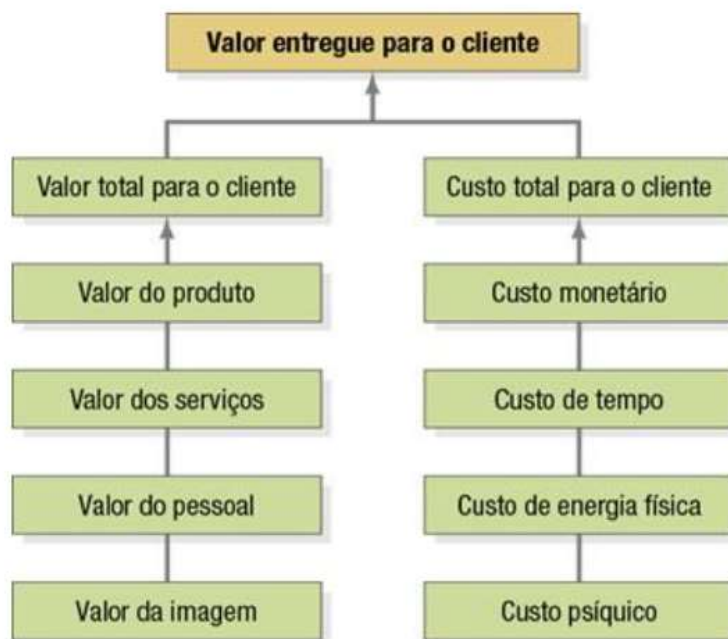 Valor entregue para o cliente
Valor total para o cliente
Custo total para o cliente
Valor do produto
Custo monetário
Valor dos serviços
Custo de tempo
Valor do pessoal
Custo de energia física
Valor da imagem
Custo psíquico